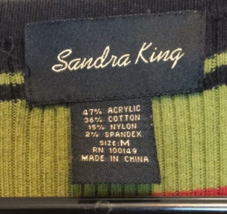 Sandra King
47% ACRYLIC
36% COTTON
15% NYLON
2% SPANDEX
SIZE: M
RN 100149
MADE IN CHINA